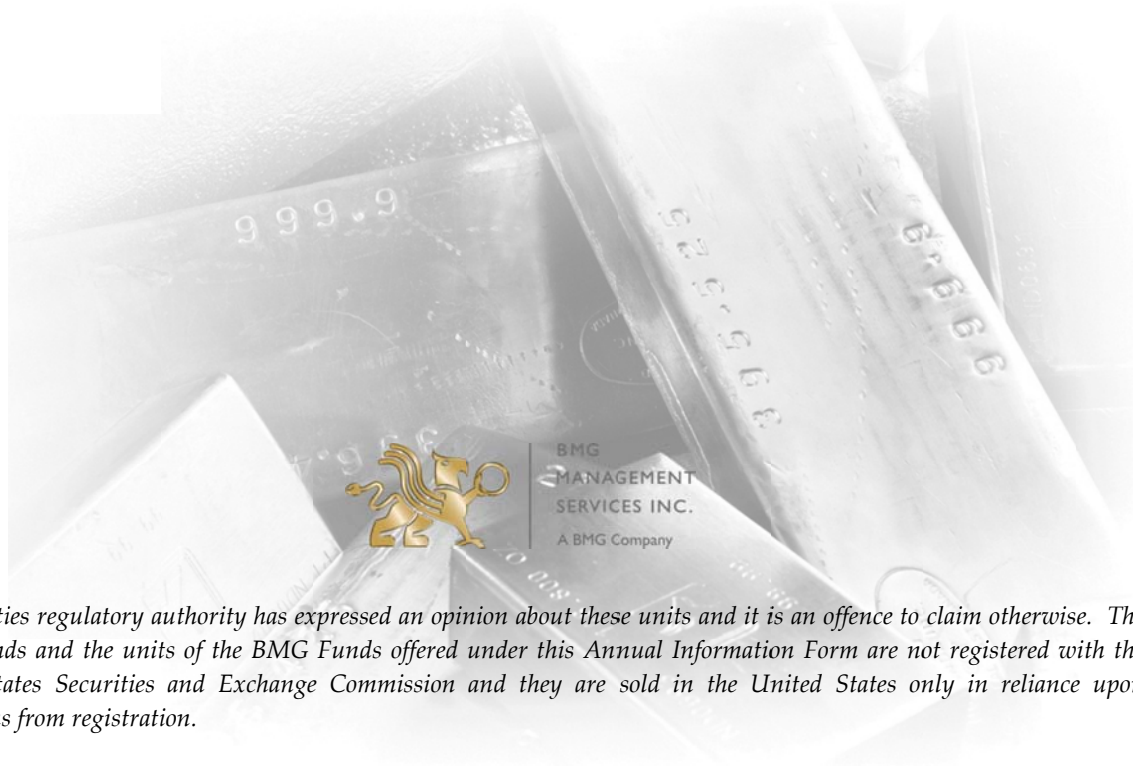 999.9
999.9
BMG
MANAGEMENT
SERVICES INC.
A BMG Company
ties regulatory authority has expressed an opinion about these units and it is an offence to claim otherwise. Th
nds and the units of the BMG Funds offered under this Annual Information Form are not registered with th
tates Securities and Exchange Commission and they are sold in the United States only in reliance upon
s from registration.